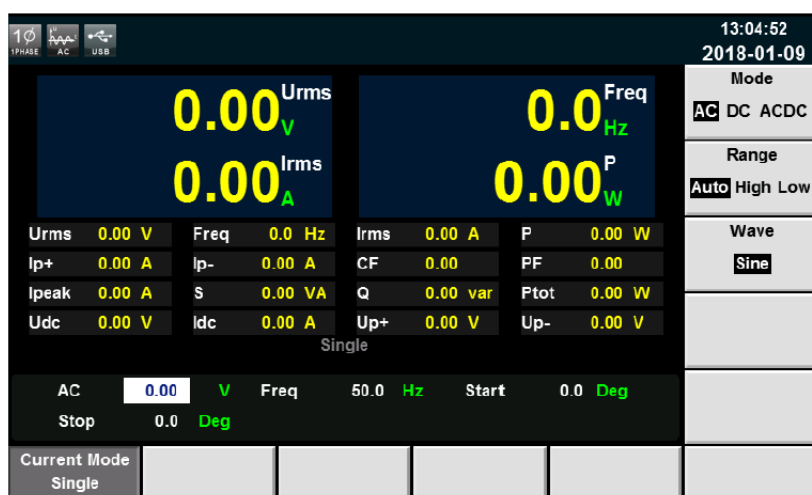 1Ø
1PHASE
AC
USB
13:04:52
2018-01-09
0.00 Urms V
0.0 Freq Hz
0.00 Irms A
0.00 P W
Mode
AC DC ACDC
Range
Auto High Low
Wave
Sine
Urms 0.00 V Freq 0.0 Hz Irms 0.00 A P 0.00 W
Ip+ 0.00 A Ip- 0.00 A CF 0.00 PF 0.00
Ipeak 0.00 A S 0.00 VA Q 0.00 var Ptot 0.00 W
Udc 0.00 V Idc 0.00 A Up+ 0.00 V Up- 0.00 V
Single
AC 0.00 V Freq 50.0 Hz Start 0.0 Deg
Stop 0.0 Deg
Current Mode
Single